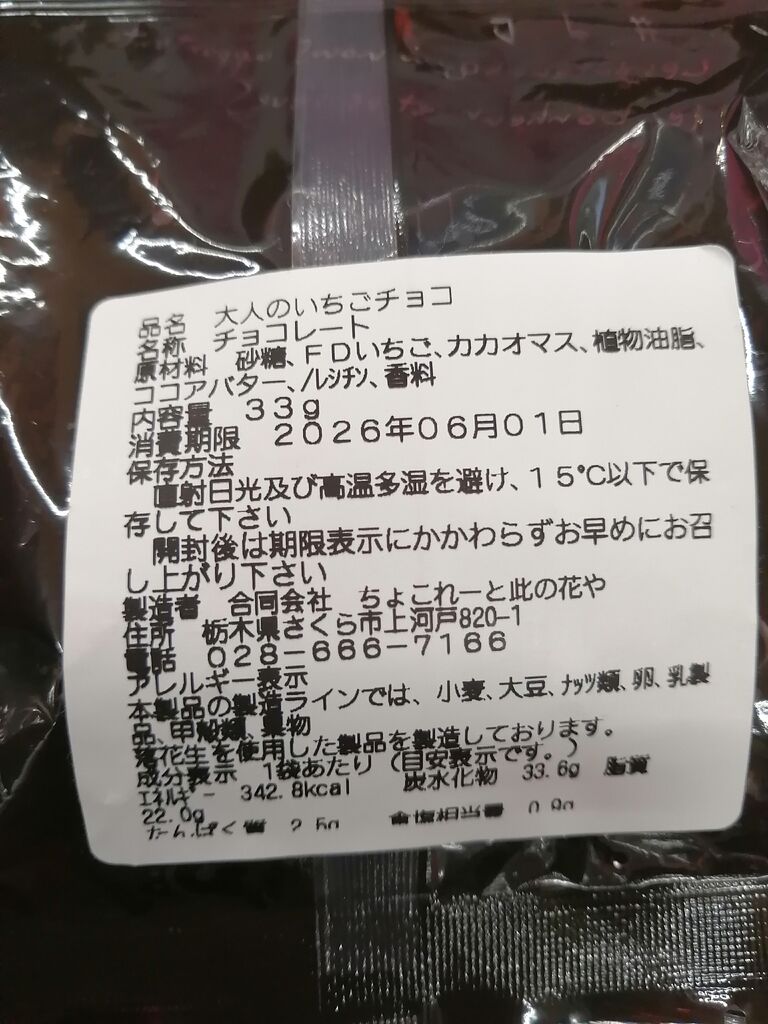 品名　大人のいちごチョコ
名称　チョコレート
原材料　砂糖、ＦＤいちご、カカオマス、植物油脂、
ココアバター、/ﾚｼﾁﾝ、香料
内容量　３３g
消費期限　２０２６年０６月０１日
保存方法
直射日光及び高温多湿を避け、１５℃以下で保
存して下さい
開封後は期限表示にかかわらずお早めにお召
し上がり下さい
製造者　合同会社　ちょこれーと此の花や
住所　栃木県さくら市上河戸820-1
電話　０２８－６６６－７１６６
アレルギー表示
本製品の製造ラインでは、小麦、大豆、ﾅｯﾂ類、卵、乳製
品、甲殻類、果物
落花生を使用した製品を製造しております。
成分表示　1袋あたり（目安表示です。）
ｴﾈﾙｷﾞｰ　342.8kcal　炭水化物　33.6g　脂質
22.0g
たんぱく質　2.5g　食塩相当量